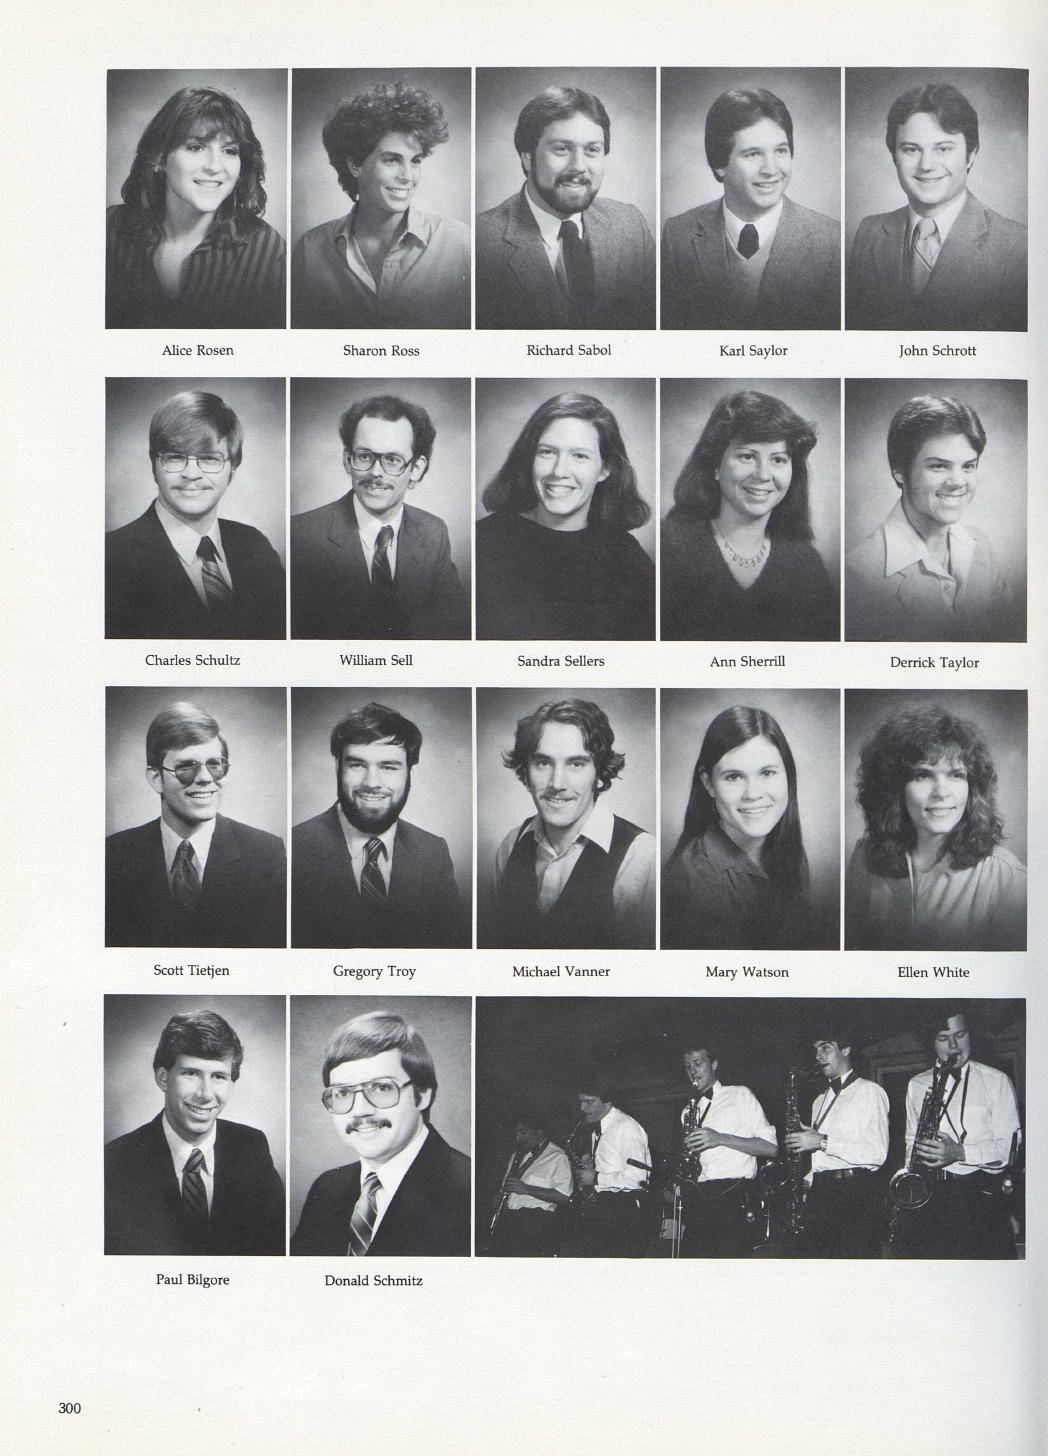 Alice Rosen
Sharon Ross
Richard Sabol
Karl Saylor
John Schrott
Charles Schultz
William Sell
Sandra Sellers
Ann Sherrill
Derrick Taylor
Scott Tietjen
Gregory Troy
Michael Vanner
Mary Watson
Ellen White
Paul Bilgore
Donald Schmitz
300